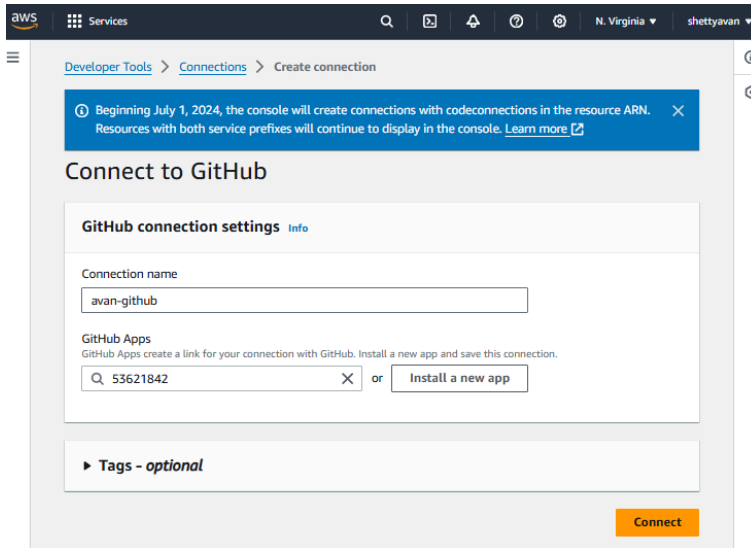 aws
Services
N. Virginia ▼
shettyavan ▼
Developer Tools > Connections > Create connection
Beginning July 1, 2024, the console will create connections with codeconnections in the resource ARN.
Resources with both service prefixes will continue to display in the console. Learn more
Connect to GitHub
GitHub connection settings Info
Connection name
avan-github
GitHub Apps
GitHub Apps create a link for your connection with GitHub. Install a new app and save this connection.
53621842
or
Install a new app
Tags - optional
Connect